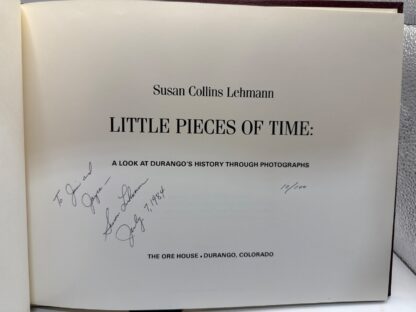 Susan Collins Lehmann
LITTLE PIECES OF TIME:
A LOOK AT DURANGO'S HISTORY THROUGH PHOTOGRAPHS
To Jim and
Joyce –
Susan Lehmann
July 7, 1984
THE ORE HOUSE • DURANGO, COLORADO